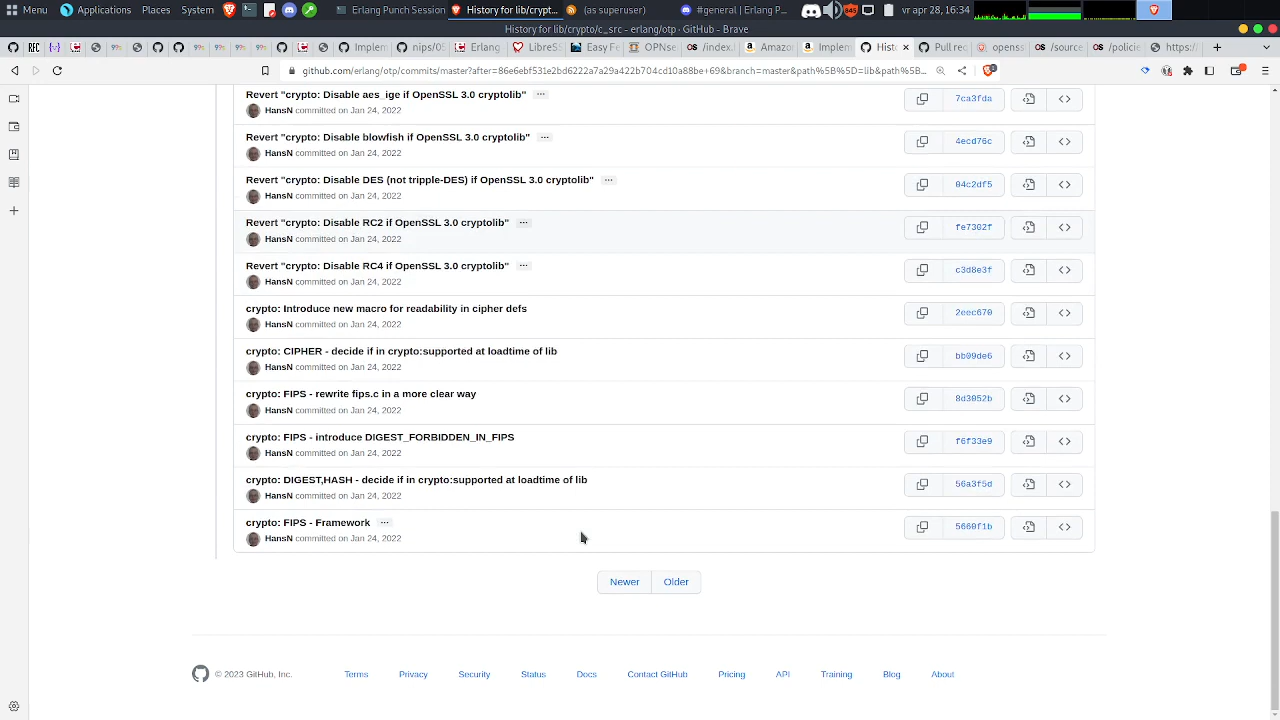 Menu Applications Places System Erlang Punchscree... History for lib/crypt... (as superuser) #general | Erlang P... 645 vr apr 28, 16:34
History for lib/crypto/c_src - erlang/otp · GitHub - Brave
Implem nips/05 Erlang LibreSS Easy Fe OPNse /index.l Amazor Implem Histo Pull rec openss /source /policie https:/
github.com/erlang/otp/commits/master?after=86e6ebf531e2bd6222a7a29a422b704cd10a88be+69&branch=master&path%5B%5D=lib&path%5B...
Revert "crypto: Disable aes_ige if OpenSSL 3.0 cryptolib" ...
HansN committed on Jan 24, 2022
7ca3fda
Revert "crypto: Disable blowfish if OpenSSL 3.0 cryptolib" ...
HansN committed on Jan 24, 2022
4ecd76c
Revert "crypto: Disable DES (not tripple-DES) if OpenSSL 3.0 cryptolib" ...
HansN committed on Jan 24, 2022
04c2df5
Revert "crypto: Disable RC2 if OpenSSL 3.0 cryptolib" ...
HansN committed on Jan 24, 2022
fe7302f
Revert "crypto: Disable RC4 if OpenSSL 3.0 cryptolib" ...
HansN committed on Jan 24, 2022
c3d8e3f
crypto: Introduce new macro for readability in cipher defs
HansN committed on Jan 24, 2022
2eec670
crypto: CIPHER - decide if in crypto:supported at loadtime of lib
HansN committed on Jan 24, 2022
bb09de6
crypto: FIPS - rewrite fips.c in a more clear way
HansN committed on Jan 24, 2022
8d3052b
crypto: FIPS - introduce DIGEST_FORBIDDEN_IN_FIPS
HansN committed on Jan 24, 2022
f6f33e9
crypto: DIGEST,HASH - decide if in crypto:supported at loadtime of lib
HansN committed on Jan 24, 2022
56a3f5d
crypto: FIPS - Framework ...
HansN committed on Jan 24, 2022
5660f1b
Newer Older
© 2023 GitHub, Inc. Terms Privacy Security Status Docs Contact GitHub Pricing API Training Blog About